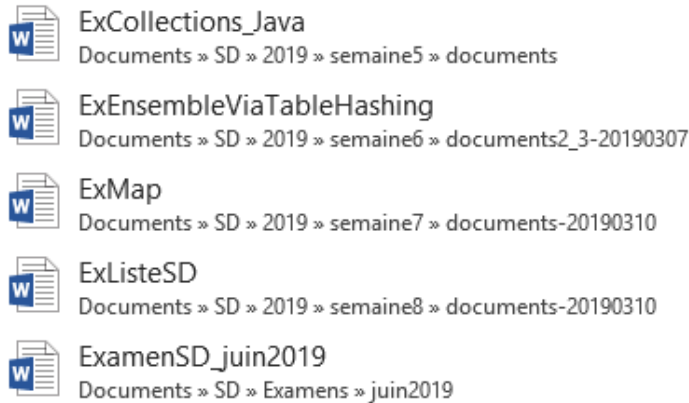 ExCollections_Java
Documents » SD » 2019 » semaine5 » documents
ExEnsembleViaTableHashing
Documents » SD » 2019 » semaine6 » documents2_3-20190307
ExMap
Documents » SD » 2019 » semaine7 » documents-20190310
ExListeSD
Documents » SD » 2019 » semaine8 » documents-20190310
ExamenSD_juin2019
Documents » SD » Examens » juin2019